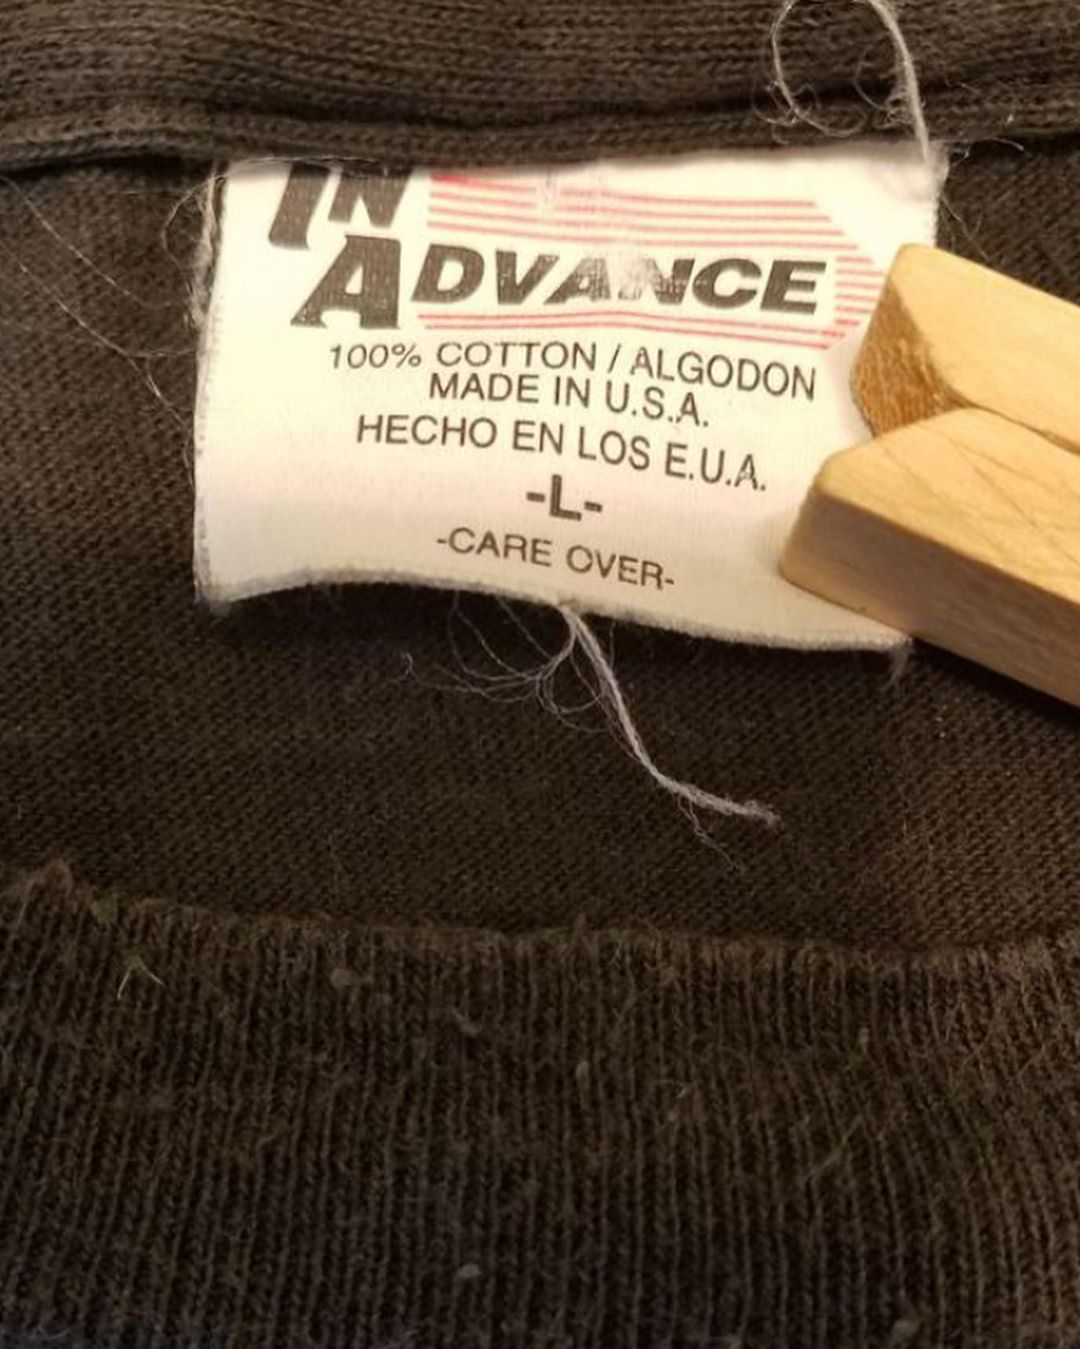 IN
ADVANCE
100% COTTON / ALGODON
MADE IN U.S.A.
HECHO EN LOS E.U.A.
-L-
-CARE OVER-